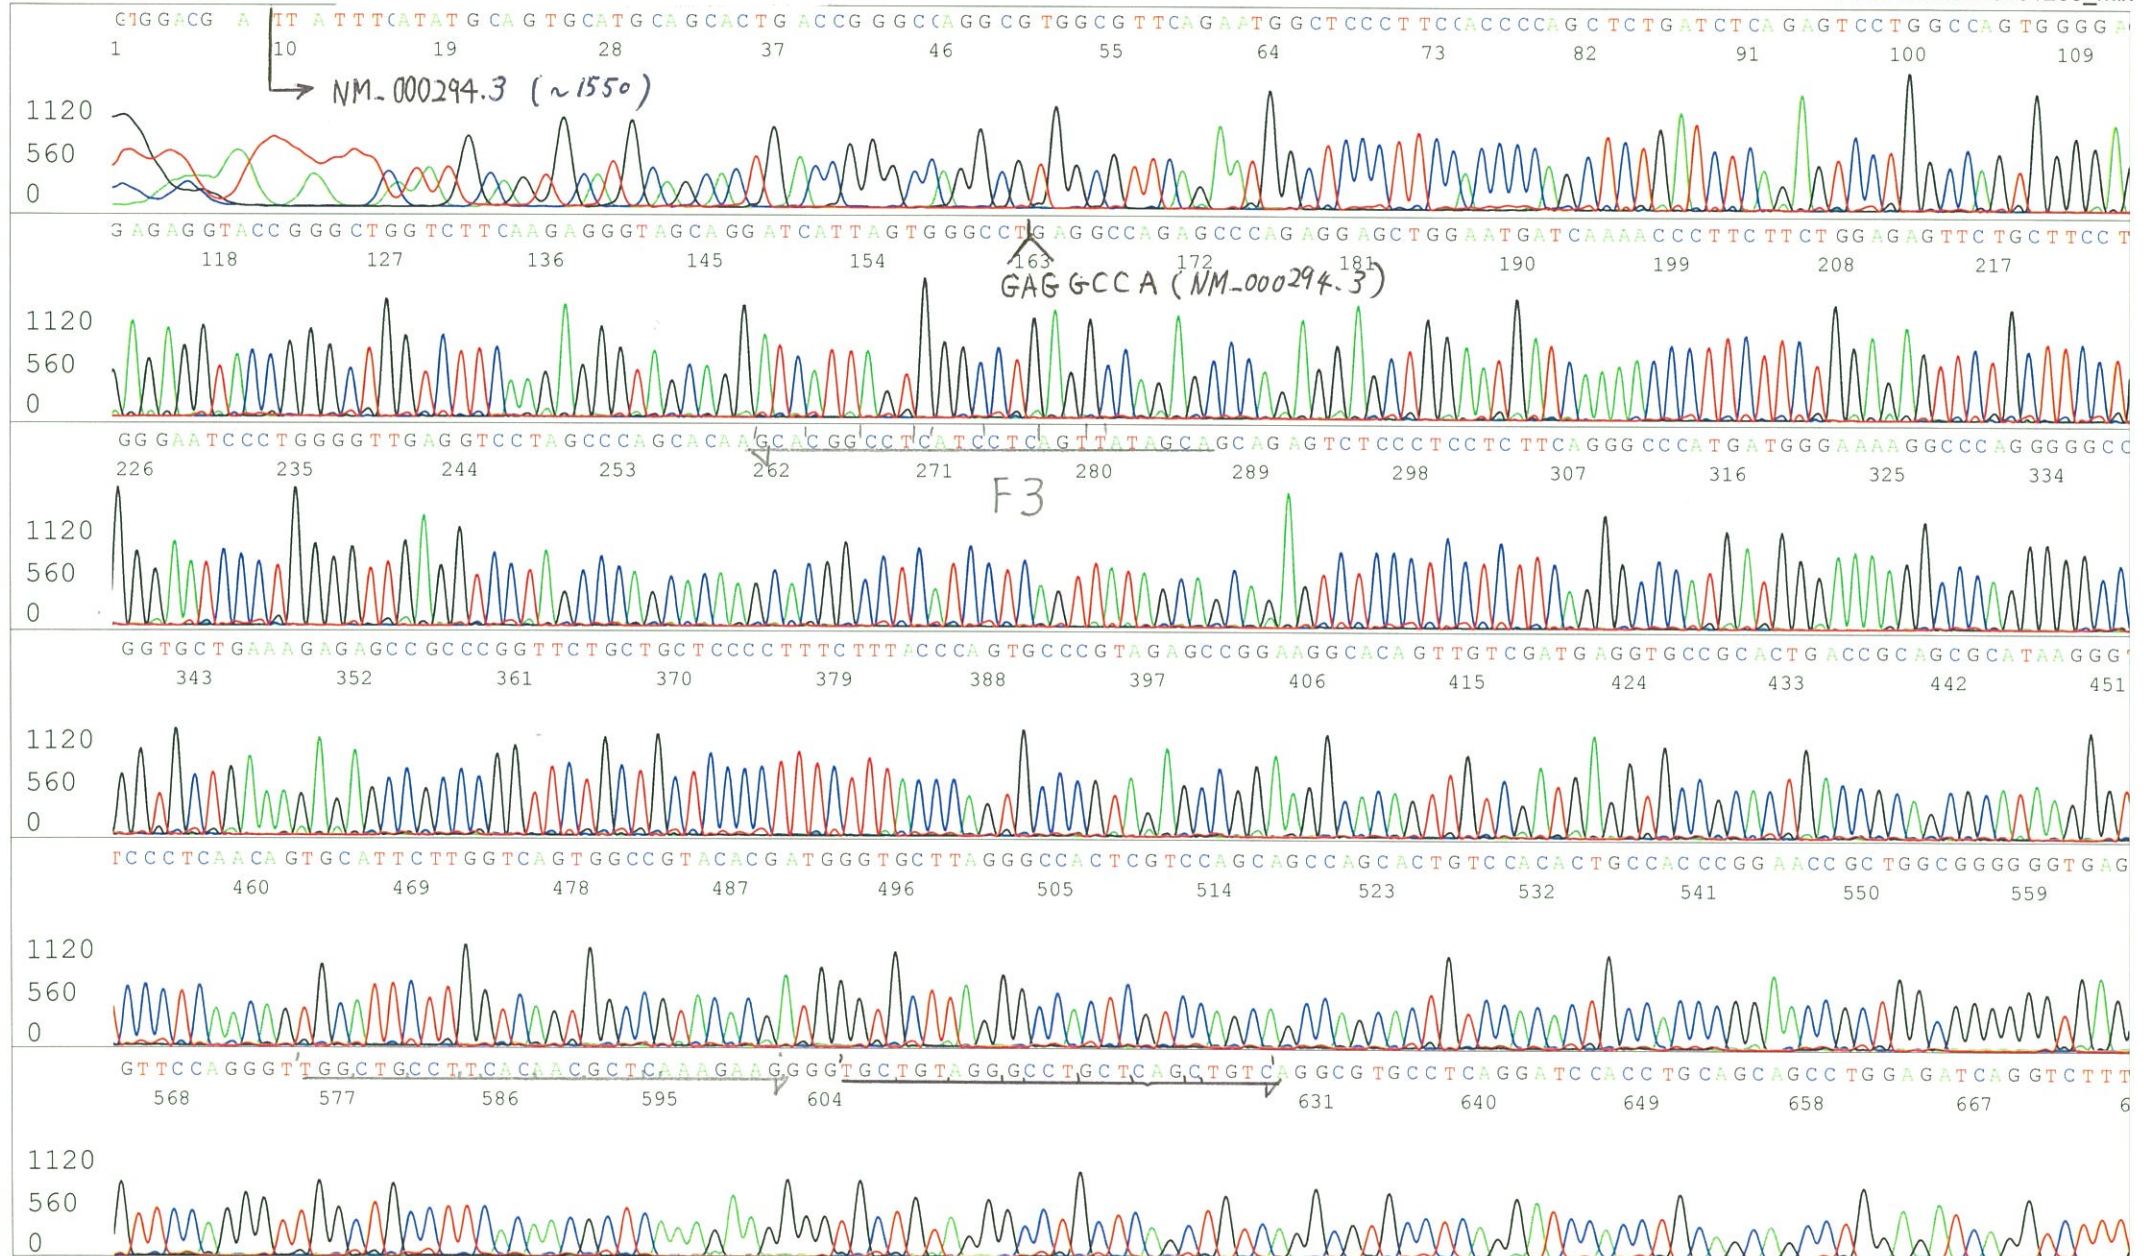 GTGGACG A TT ATTTCATATGCAGTGCATGCAGCACTGACCGGGCCAGGCGTGGCGTTCAGAATGGCTCCCTTCCACCCCAGCTCTGATCTCAGAGTCCTGGCCAGTGGGGA
1 10 19 28 37 46 55 64 73 82 91 100 109
NM_000294.3 (~1550)
1120
560
0
GAGAGGTACCGGGCTGGTCTTCAAGAGGGTAGCAGGATCATTAGTGGGCCTGAGGCCAGAGCCCAGAGGAGCTGGAATGATCAAAACCCTTCTTCTGGAGAGTTCTGCTTCCT
118 127 136 145 154 163 172 181 190 199 208 217
GAGGCCA (NM_000294.3)
1120
560
0
GGGAATCCCTGGGGTTGAGGTCCTAGCCCAGCACAAGCACGGCCTCATCCTCAGTTATAGCAGCAGAGTCTCCCTCCTCTTCAGGGCCCATGATGGGAAAAGGCCCAGGGGGCC
226 235 244 253 262 271 280 289 298 307 316 325 334
F3
1120
560
0
GGTGCTGAAAGAGAGCCGCCCGGTTCTGCTGCTCCCCTTTCTTTACCCAGTGCCCGTAGAGCCGGAAGGCACAGTTGTCGATGAGGTGCCGCACTGACCGCAGCGCATAAGGGT
343 352 361 370 379 388 397 406 415 424 433 442 451
1120
560
0
TCCCTCAACAGTGCATTCTTGGTCAGTGGCCGTACACGATGGGTGCTTAGGGCCACTCGTCCAGCAGCCAGCACTGTCCACACTGCCACCCGGAACCGCTGGCGGGGGGTGAG
460 469 478 487 496 505 514 523 532 541 550 559
1120
560
0
GTTCCAGGGTTGGCTGCCTTCACAACGCTCAAAGAAGGGGTGCTGTAGGGCCTGCTCAGCTGTCAGGCGTGCCTCAGGATCCACCTGCAGCAGCCTGGAGATCAGGTCTTT
568 577 586 595 604 631 640 649 658 667
1120
560
0